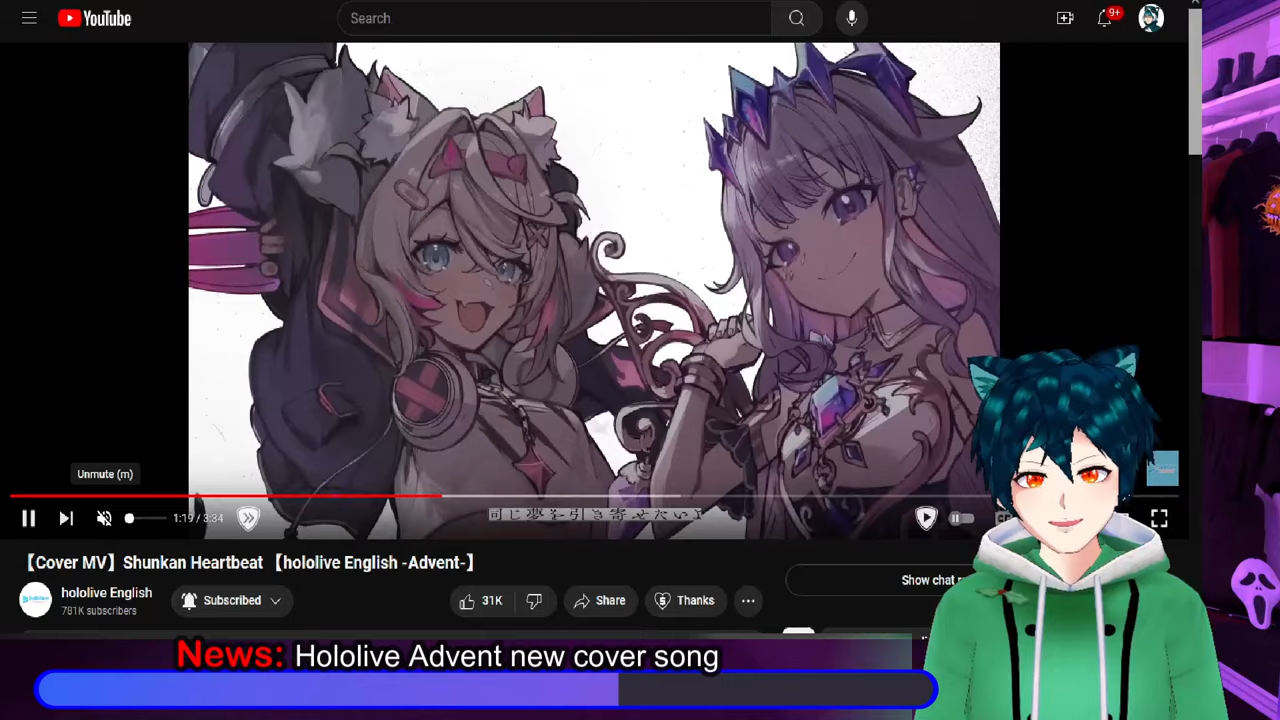 YouTube
Search
9+
Unmute (m)
1:19 / 3:34
同じ夢を引き寄せたいよ
【Cover MV】Shunkan Heartbeat 【hololive English -Advent-】
hololive English
781K subscribers
Subscribed
31K
Share
Thanks
Show chat
News: Hololive Advent new cover song